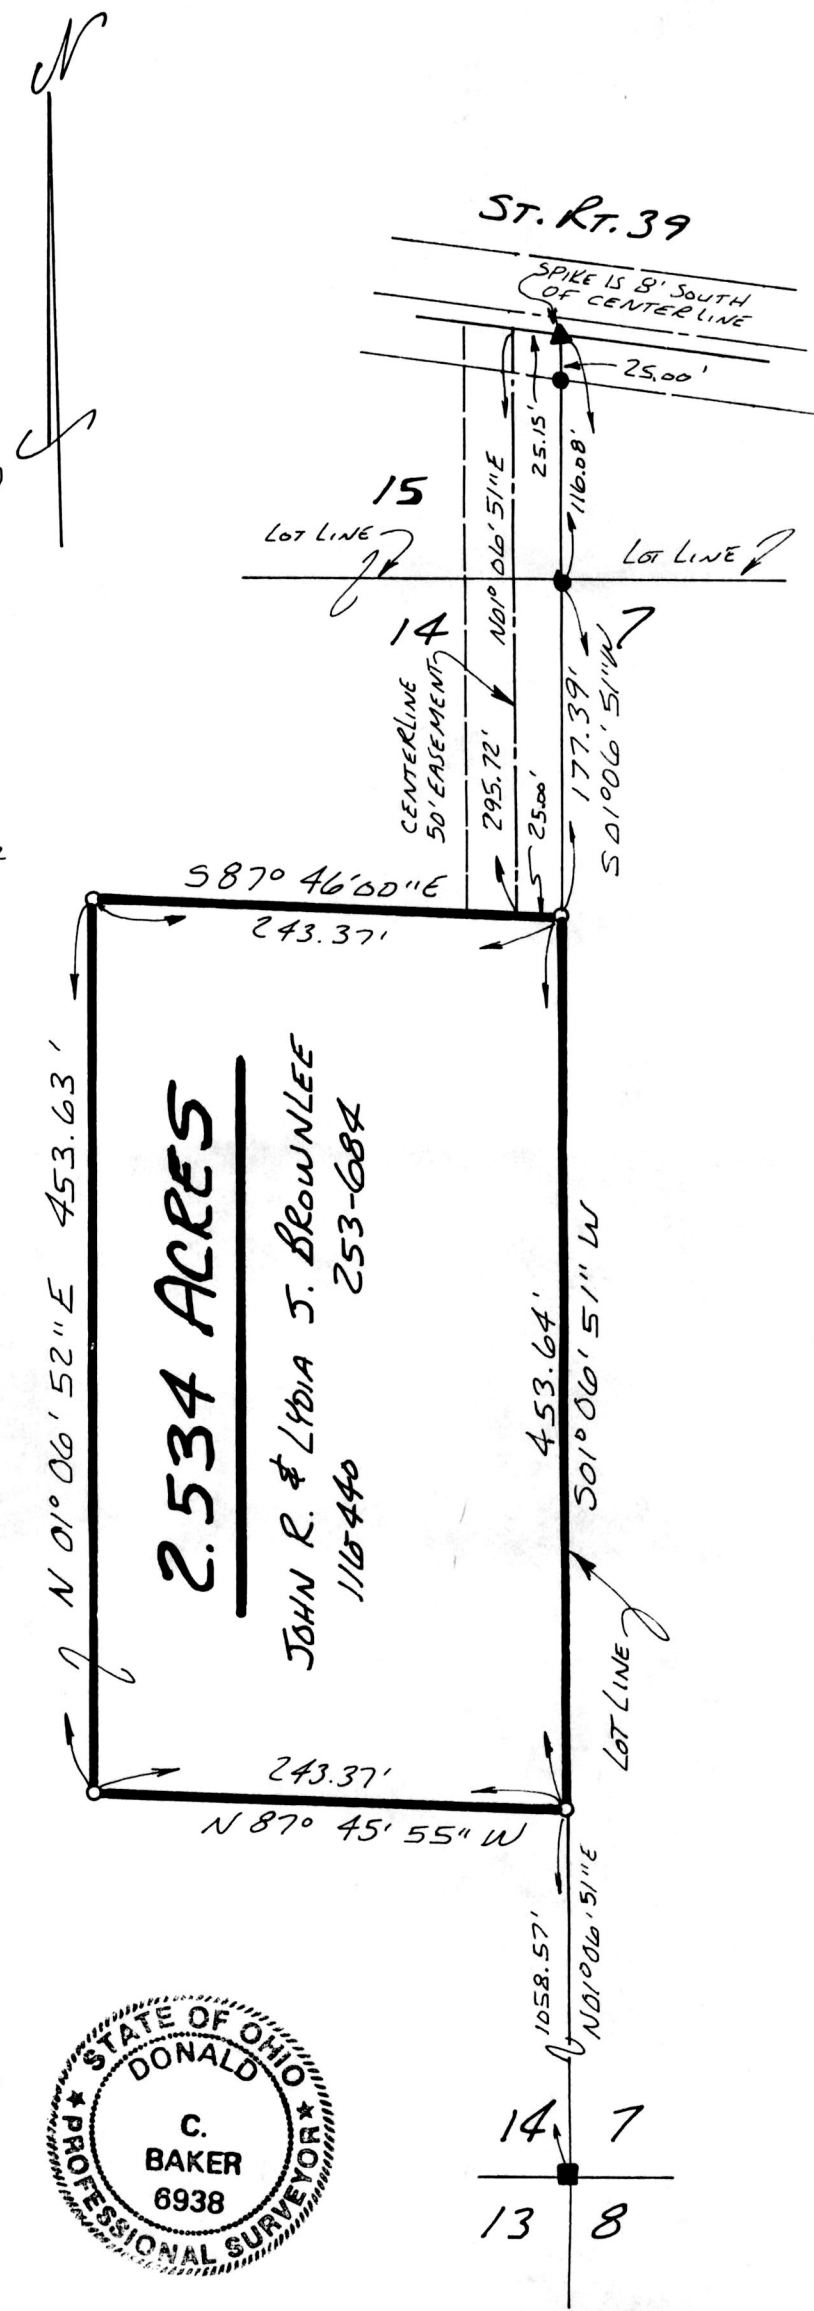 N
ST. RT. 39
SPIKE IS 8' SOUTH
OF CENTERLINE
25.00'
25.15'
116.08'
N01° 06' 51"E
15
LOT LINE
LOT LINE
14
7
CENTERLINE
50' EASEMENT
295.72'
25.00'
177.39'
S01°06'51"W
S87° 46'00"E
243.37'
N 01° 06' 52"E 453.63'
2.534 ACRES
JOHN R. & LYDIA J. BROWNLEE
116-440 253-684
453.64'
S01°06'51" W
LOT LINE
243.37'
N 87° 45' 55" W
1058.57'
N01°06'51"E
STATE OF OHIO
DONALD
C.
BAKER
6938
PROFESSIONAL SURVEYOR
14 7
13 8